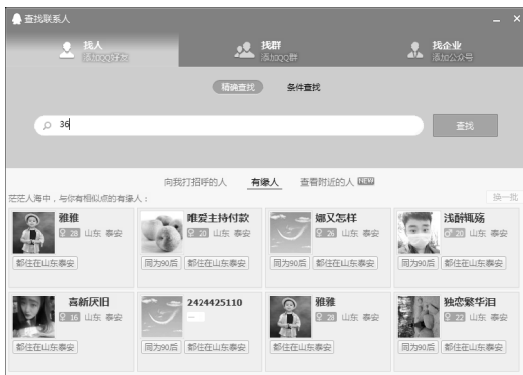 查找联系人
找人
添加QQ好友
找群
添加QQ群
找企业
添加公众号
精确查找 条件查找
36
查找
向我打招呼的人 有缘人 查看附近的人 NEW
茫茫人海中，与你有相似点的有缘人：
换一批
雅雅
28 山东 泰安
都住在山东泰安
唯爱主持付款
20 山东 泰安
同为90后 都住在山东泰安
娜又怎样
26 山东 泰安
同为90后 都住在山东泰安
浅醉辄殇
20 山东 泰安
同为90后 都住在山东泰安
喜新厌旧
16 山东 泰安
都住在山东泰安
2424425110
同为90后 都住在山东泰安
雅雅
28 山东 泰安
都住在山东泰安
独恋繁华泪
22 山东 泰安
同为90后 都住在山东泰安